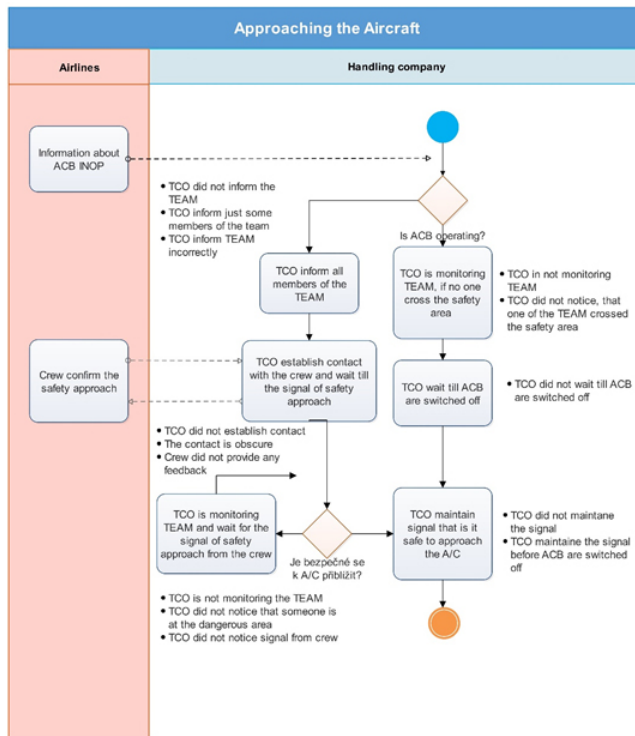 Approaching the Aircraft
Airlines
Handling company
Information about
ACB INOP
• TCO did not inform the
TEAM
• TCO inform just some
members of the team
• TCO inform TEAM
incorrectly
Is ACB operating?
TCO inform all
members of the TEAM
TCO is monitoring
TEAM, if no one
cross the safety
area
• TCO in not monitoring
TEAM
• TCO did not notice, that
one of the TEAM crossed
the safety area
Crew confirm the
safety approach
TCO establish contact
with the crew and wait till
the signal of safety
approach
TCO wait till ACB
are switched off
• TCO did not wait till ACB
are switched off
• TCO did not establish contact
• The contact is obscure
• Crew did not provide any
feedback
TCO is monitoring
TEAM and wait for the
signal of safety
approach from the crew
Je bezpečné se
k A/C přiblížit?
TCO maintain
signal that is it
safe to approach
the A/C
• TCO did not maintane
the signal
• TCO maintaine the signal
before ACB are switched
off
• TCO is not monitoring the TEAM
• TCO did not notice that someone is
at the dangerous area
• TCO did not notice signal from crew